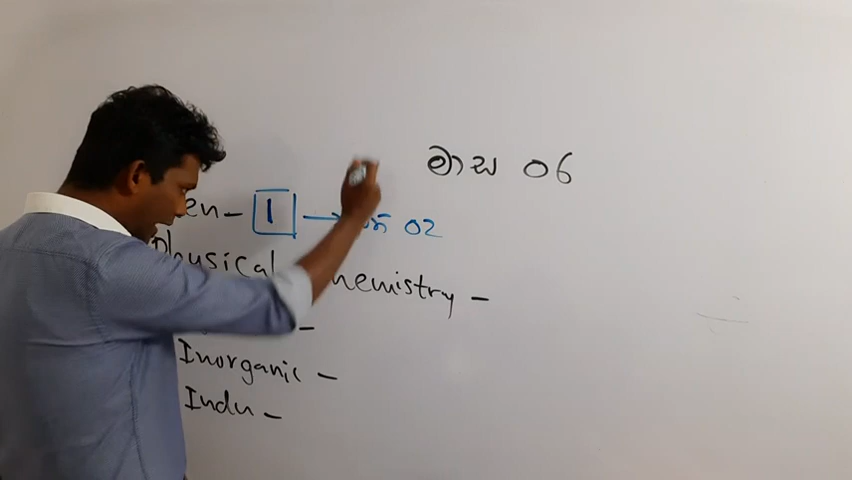 මාස 06
en - 1 → 02
Physical chemistry -
-
Inorganic -
Indu -